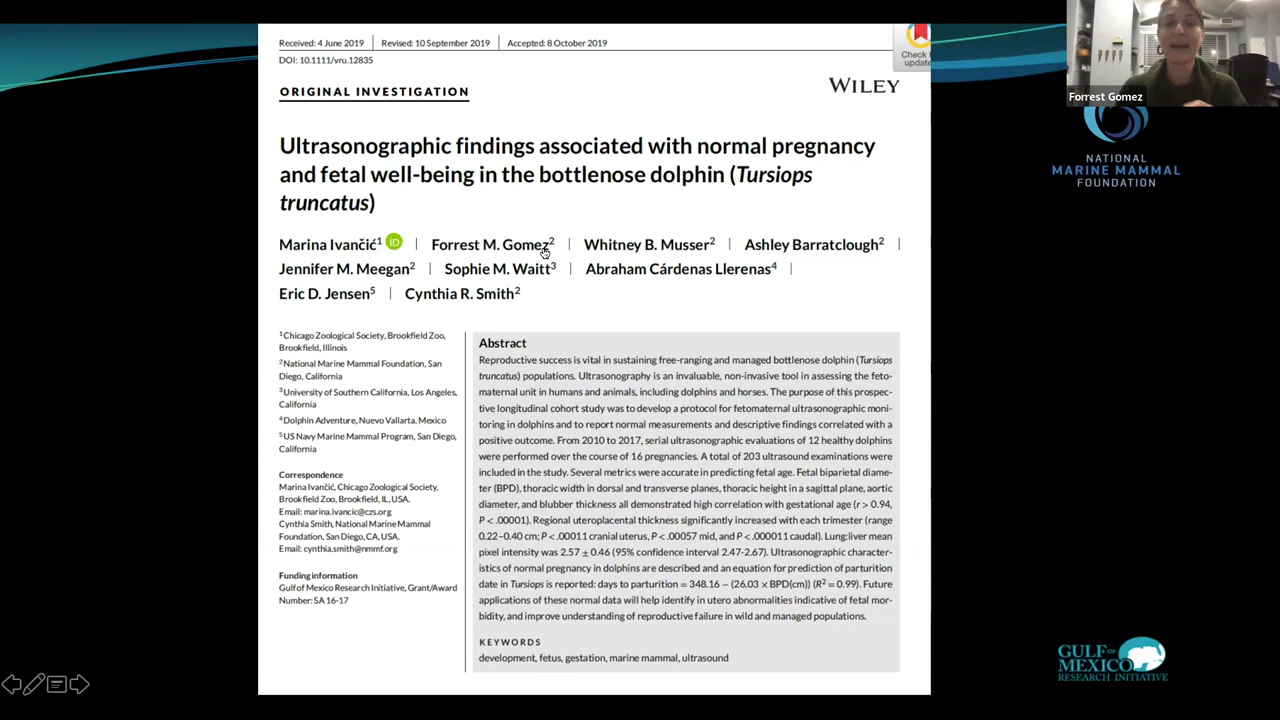 Received: 4 June 2019 | Revised: 10 September 2019 | Accepted: 8 October 2019
DOI: 10.1111/vru.12835
Check for
updates
ORIGINAL INVESTIGATION
WILEY
Ultrasonographic findings associated with normal pregnancy
and fetal well-being in the bottlenose dolphin (Tursiops
truncatus)
Marina Ivančić1 iD | Forrest M. Gomez2 | Whitney B. Musser2 | Ashley Barratclough2 |
Jennifer M. Meegan2 | Sophie M. Waitt3 | Abraham Cárdenas Llerenas4 |
Eric D. Jensen5 | Cynthia R. Smith2
1Chicago Zoological Society, Brookfield Zoo,
Brookfield, Illinois
2National Marine Mammal Foundation, San
Diego, California
3University of Southern California, Los Angeles,
California
4Dolphin Adventure, Nuevo Vallarta, Mexico
5US Navy Marine Mammal Program, San Diego,
California
Correspondence
Marina Ivančić, Chicago Zoological Society,
Brookfield Zoo, Brookfield, IL, USA.
Email: marina.ivancic@czs.org
Cynthia Smith, National Marine Mammal
Foundation, San Diego, CA, USA.
Email: cynthia.smith@nmmf.org
Funding information
Gulf of Mexico Research Initiative, Grant/Award
Number: SA 16-17
Abstract
Reproductive success is vital in sustaining free-ranging and managed bottlenose dolphin (Tursiops
truncatus) populations. Ultrasonography is an invaluable, non-invasive tool in assessing the feto-
maternal unit in humans and animals, including dolphins and horses. The purpose of this prospec-
tive longitudinal cohort study was to develop a protocol for fetomaternal ultrasonographic moni-
toring in dolphins and to report normal measurements and descriptive findings correlated with a
positive outcome. From 2010 to 2017, serial ultrasonographic evaluations of 12 healthy dolphins
were performed over the course of 16 pregnancies. A total of 203 ultrasound examinations were
included in the study. Several metrics were accurate in predicting fetal age. Fetal biparietal diame-
ter (BPD), thoracic width in dorsal and transverse planes, thoracic height in a sagittal plane, aortic
diameter, and blubber thickness all demonstrated high correlation with gestational age (r > 0.94,
P < .00001). Regional uteroplacental thickness significantly increased with each trimester (range
0.22–0.40 cm; P < .00011 cranial uterus, P < .00057 mid, and P < .000011 caudal). Lung:liver mean
pixel intensity was 2.57 ± 0.46 (95% confidence interval 2.47-2.67). Ultrasonographic character-
istics of normal pregnancy in dolphins are described and an equation for prediction of parturition
date in Tursiops is reported: days to parturition = 348.16 − (26.03 × BPD(cm)) (R2 = 0.99). Future
applications of these normal data will help identify in utero abnormalities indicative of fetal mor-
bidity, and improve understanding of reproductive failure in wild and managed populations.
KEYWORDS
development, fetus, gestation, marine mammal, ultrasound
Forrest Gomez
NATIONAL
MARINE MAMMAL
FOUNDATION
GULF OF
MEXICO
RESEARCH INITIATIVE